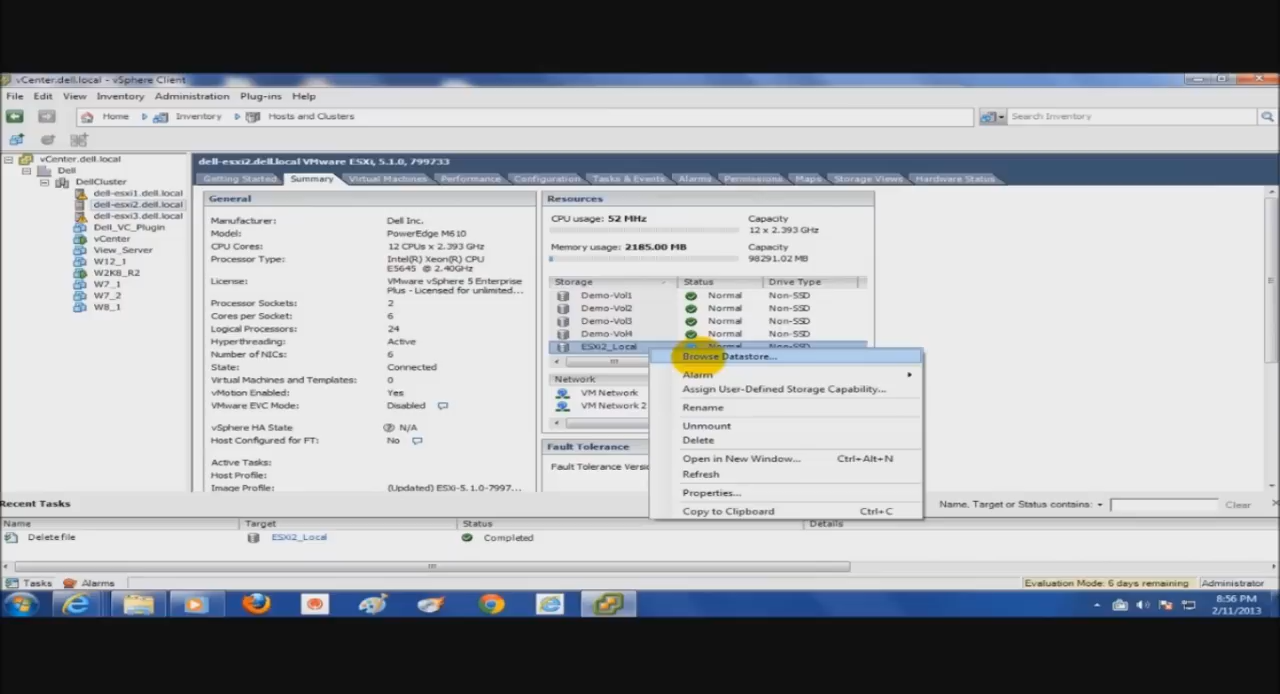 vCenter.dell.local - vSphere Client
File Edit View Inventory Administration Plug-ins Help
Home Inventory Hosts and Clusters Search Inventory
vCenter.dell.local
Dell
DellCluster
dell-esxi1.dell.local
dell-esxi2.dell.local
dell-esxi3.dell.local
Dell_VC_Plugin
vCenter
View_Server
W12_1
W2K8_R2
W7_1
W7_2
W8_1
dell-esxi2.dell.local VMware ESXi, 5.1.0, 799733
Getting Started Summary Virtual Machines Performance Configuration Tasks & Events Alarms Permissions Maps Storage Views Hardware Status
General
Manufacturer: Dell Inc.
Model: PowerEdge M610
CPU Cores: 12 CPUs x 2.393 GHz
Processor Type: Intel(R) Xeon(R) CPU
E5645 @ 2.40GHz
License: VMware vSphere 5 Enterprise
Plus - Licensed for unlimited...
Processor Sockets: 2
Cores per Socket: 6
Logical Processors: 24
Hyperthreading: Active
Number of NICs: 6
State: Connected
Virtual Machines and Templates: 0
vMotion Enabled: Yes
VMware EVC Mode: Disabled
vSphere HA State N/A
Host Configured for FT: No
Active Tasks:
Host Profile:
Image Profile: (Updated) ESXi-5.1.0-7997...
Resources
CPU usage: 52 MHz Capacity
12 x 2.393 GHz
Memory usage: 2185.00 MB Capacity
98291.02 MB
Storage Status Drive Type
Demo-Vol1 Normal Non-SSD
Demo-Vol2 Normal Non-SSD
Demo-Vol3 Normal Non-SSD
Demo-Vol4 Normal Non-SSD
ESXi2_Local Normal Non-SSD
Network
VM Network
VM Network 2
Fault Tolerance
Fault Tolerance Versi
Browse Datastore...
Alarm
Assign User-Defined Storage Capability...
Rename
Unmount
Delete
Open in New Window... Ctrl+Alt+N
Refresh
Properties...
Copy to Clipboard Ctrl+C
Recent Tasks Name, Target or Status contains: Clear
Name Target Status Details
Delete file ESXi2_Local Completed
Tasks Alarms Evaluation Mode: 6 days remaining Administrator
8:56 PM
2/11/2013